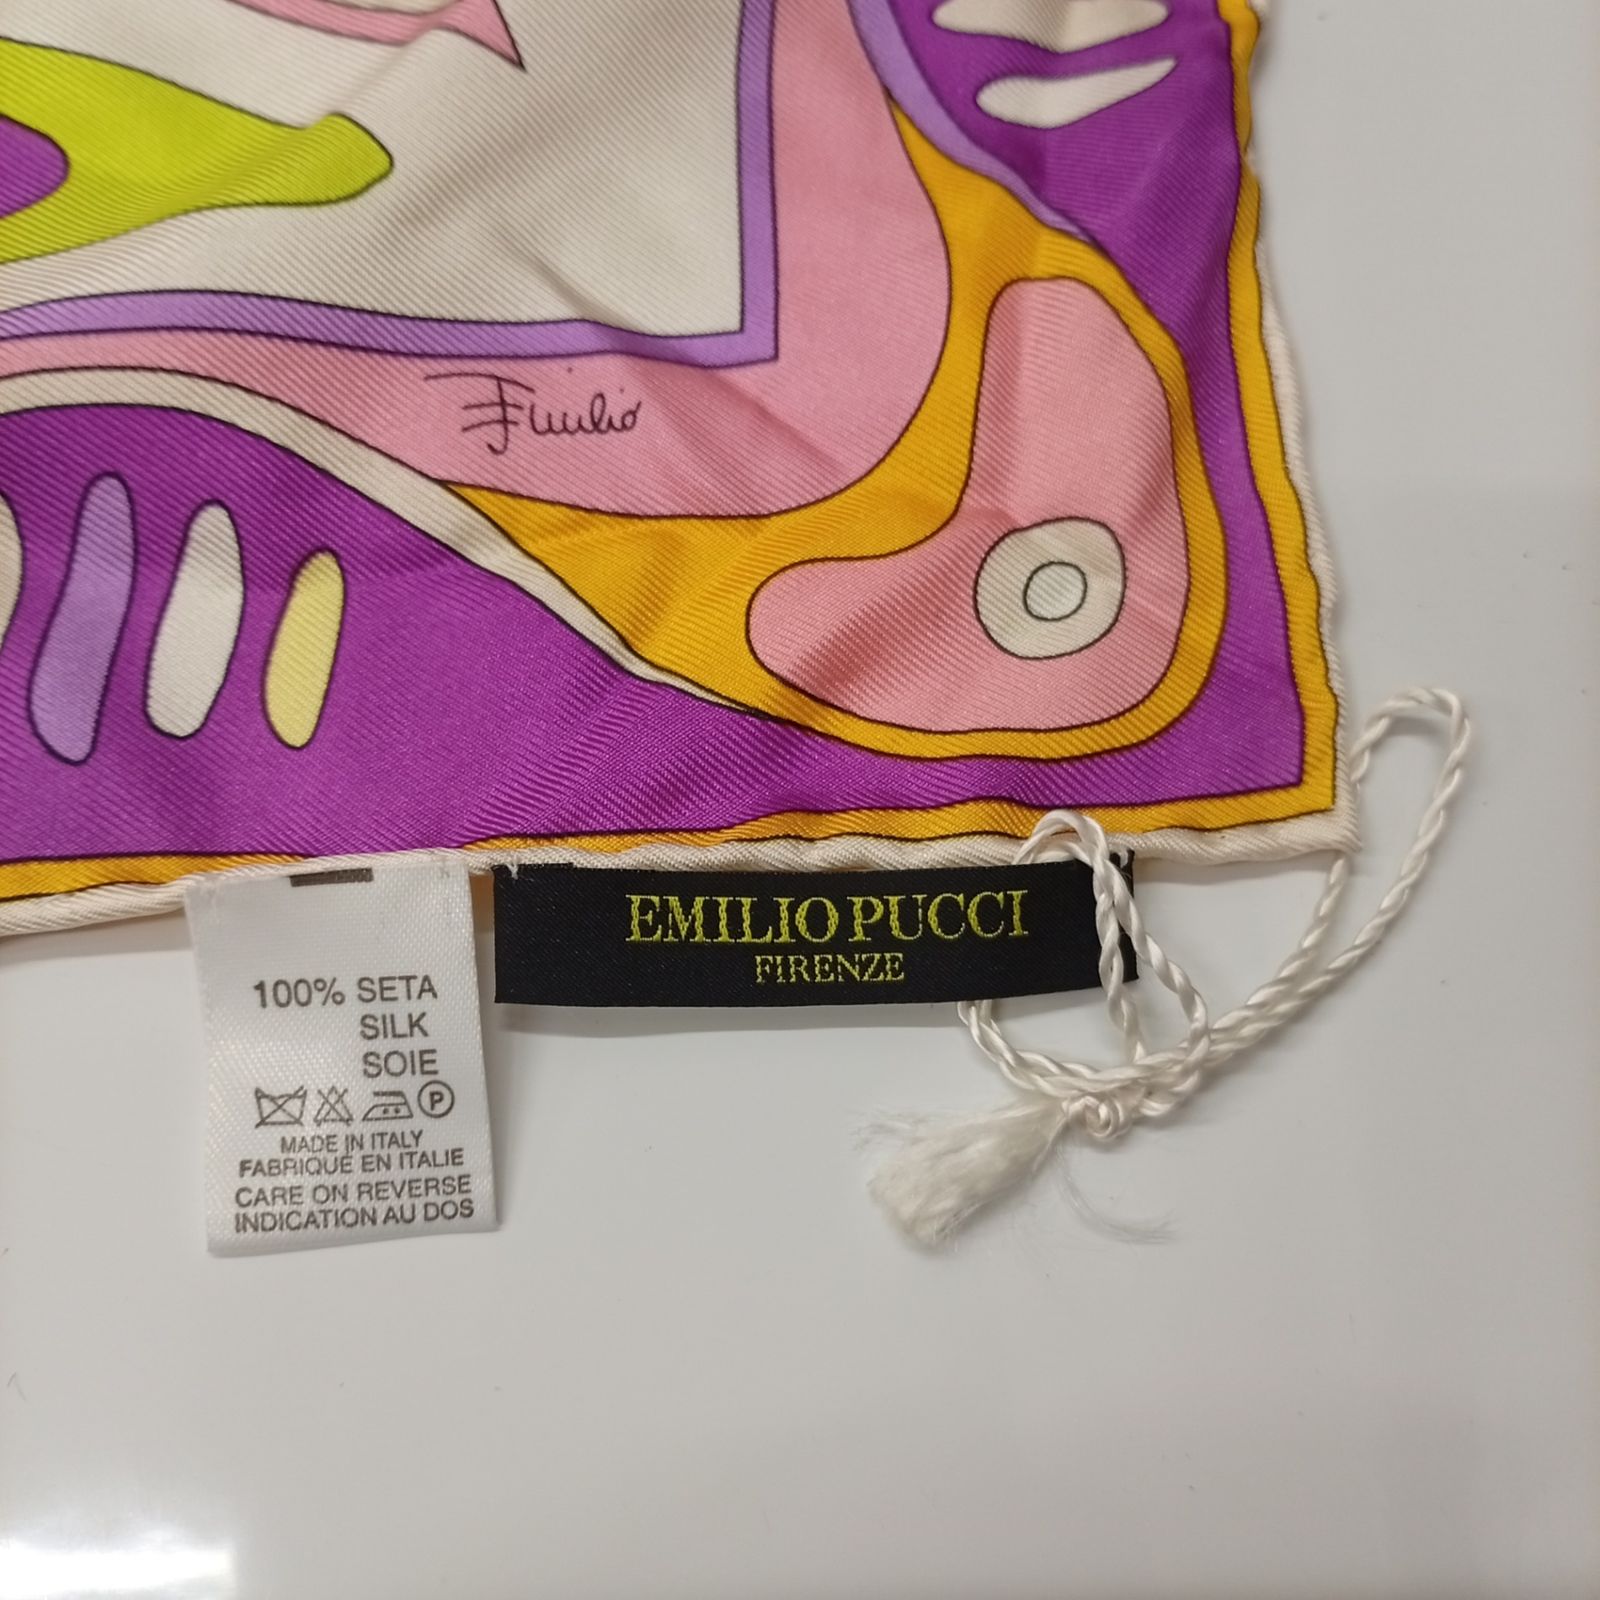 Emilio
EMILIO PUCCI
FIRENZE
100% SETA
SILK
SOIE
P
MADE IN ITALY
FABRIQUÉ EN ITALIE
CARE ON REVERSE
INDICATION AU DOS